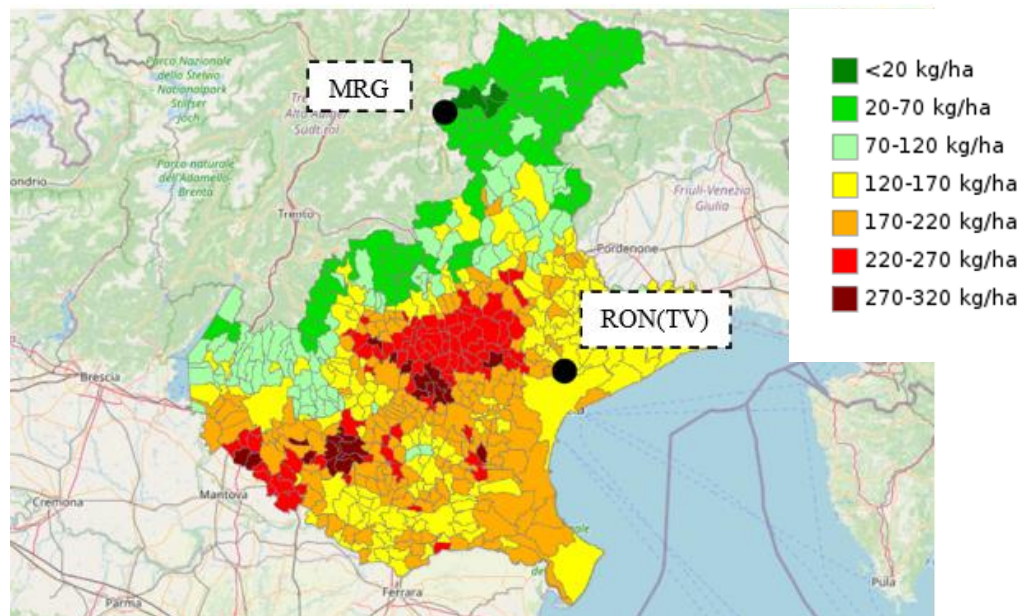 MRG
Parco Nazionale
della Stelvio
- Nationalpark
Stilfser
Joch
Parco naturale
dell'Adamello-
Brenta
ondrio
Trento
Friuli-Venezia
Giulia
Pordenone
RON(TV)
Brescia
Cremona
Mantova
Ferrara
Parma
Pula
<20 kg/ha
20-70 kg/ha
70-120 kg/ha
120-170 kg/ha
170-220 kg/ha
220-270 kg/ha
270-320 kg/ha